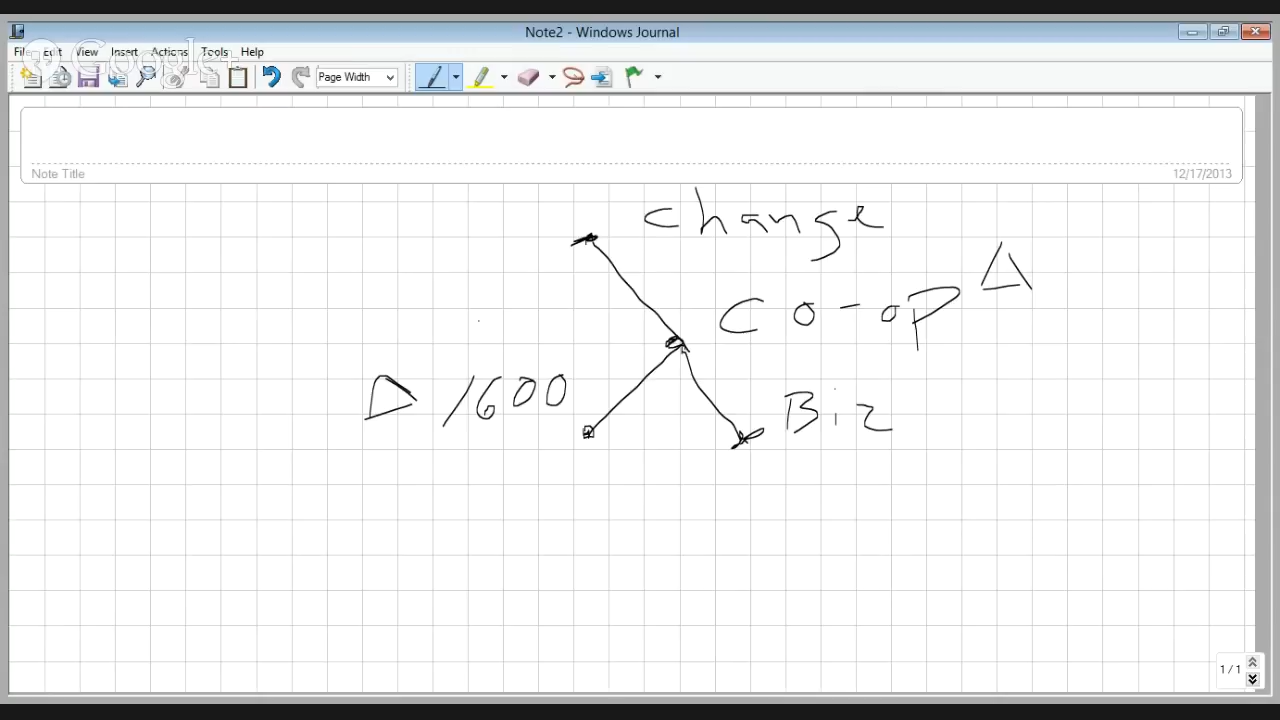 Note2 - Windows Journal
File Edit View Insert Actions Tools Help
Google+
Page Width
Note Title
12/17/2013
change
Co-op Δ
Δ 1600
Biz
1 / 1